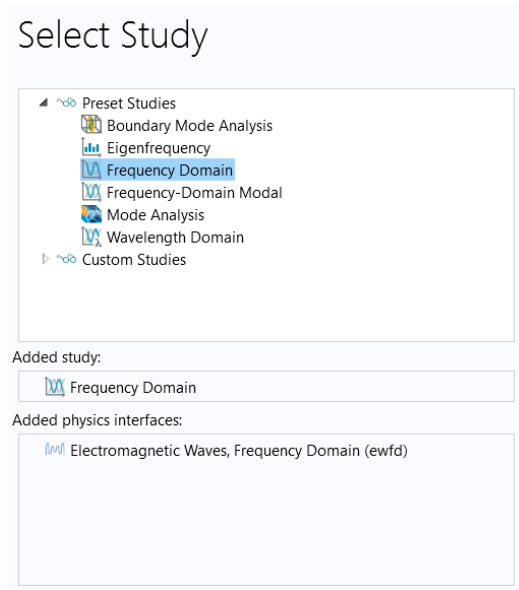 Select Study
Preset Studies
Boundary Mode Analysis
Eigenfrequency
Frequency Domain
Frequency-Domain Modal
Mode Analysis
Wavelength Domain
Custom Studies
Added study:
Frequency Domain
Added physics interfaces:
Electromagnetic Waves, Frequency Domain (ewfd)